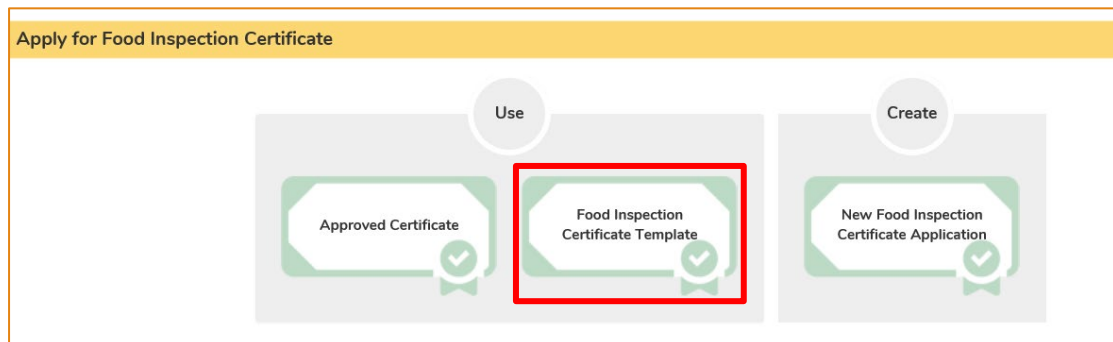 Apply for Food Inspection Certificate
Use
Create
Approved Certificate
Food Inspection
Certificate Template
New Food Inspection
Certificate Application